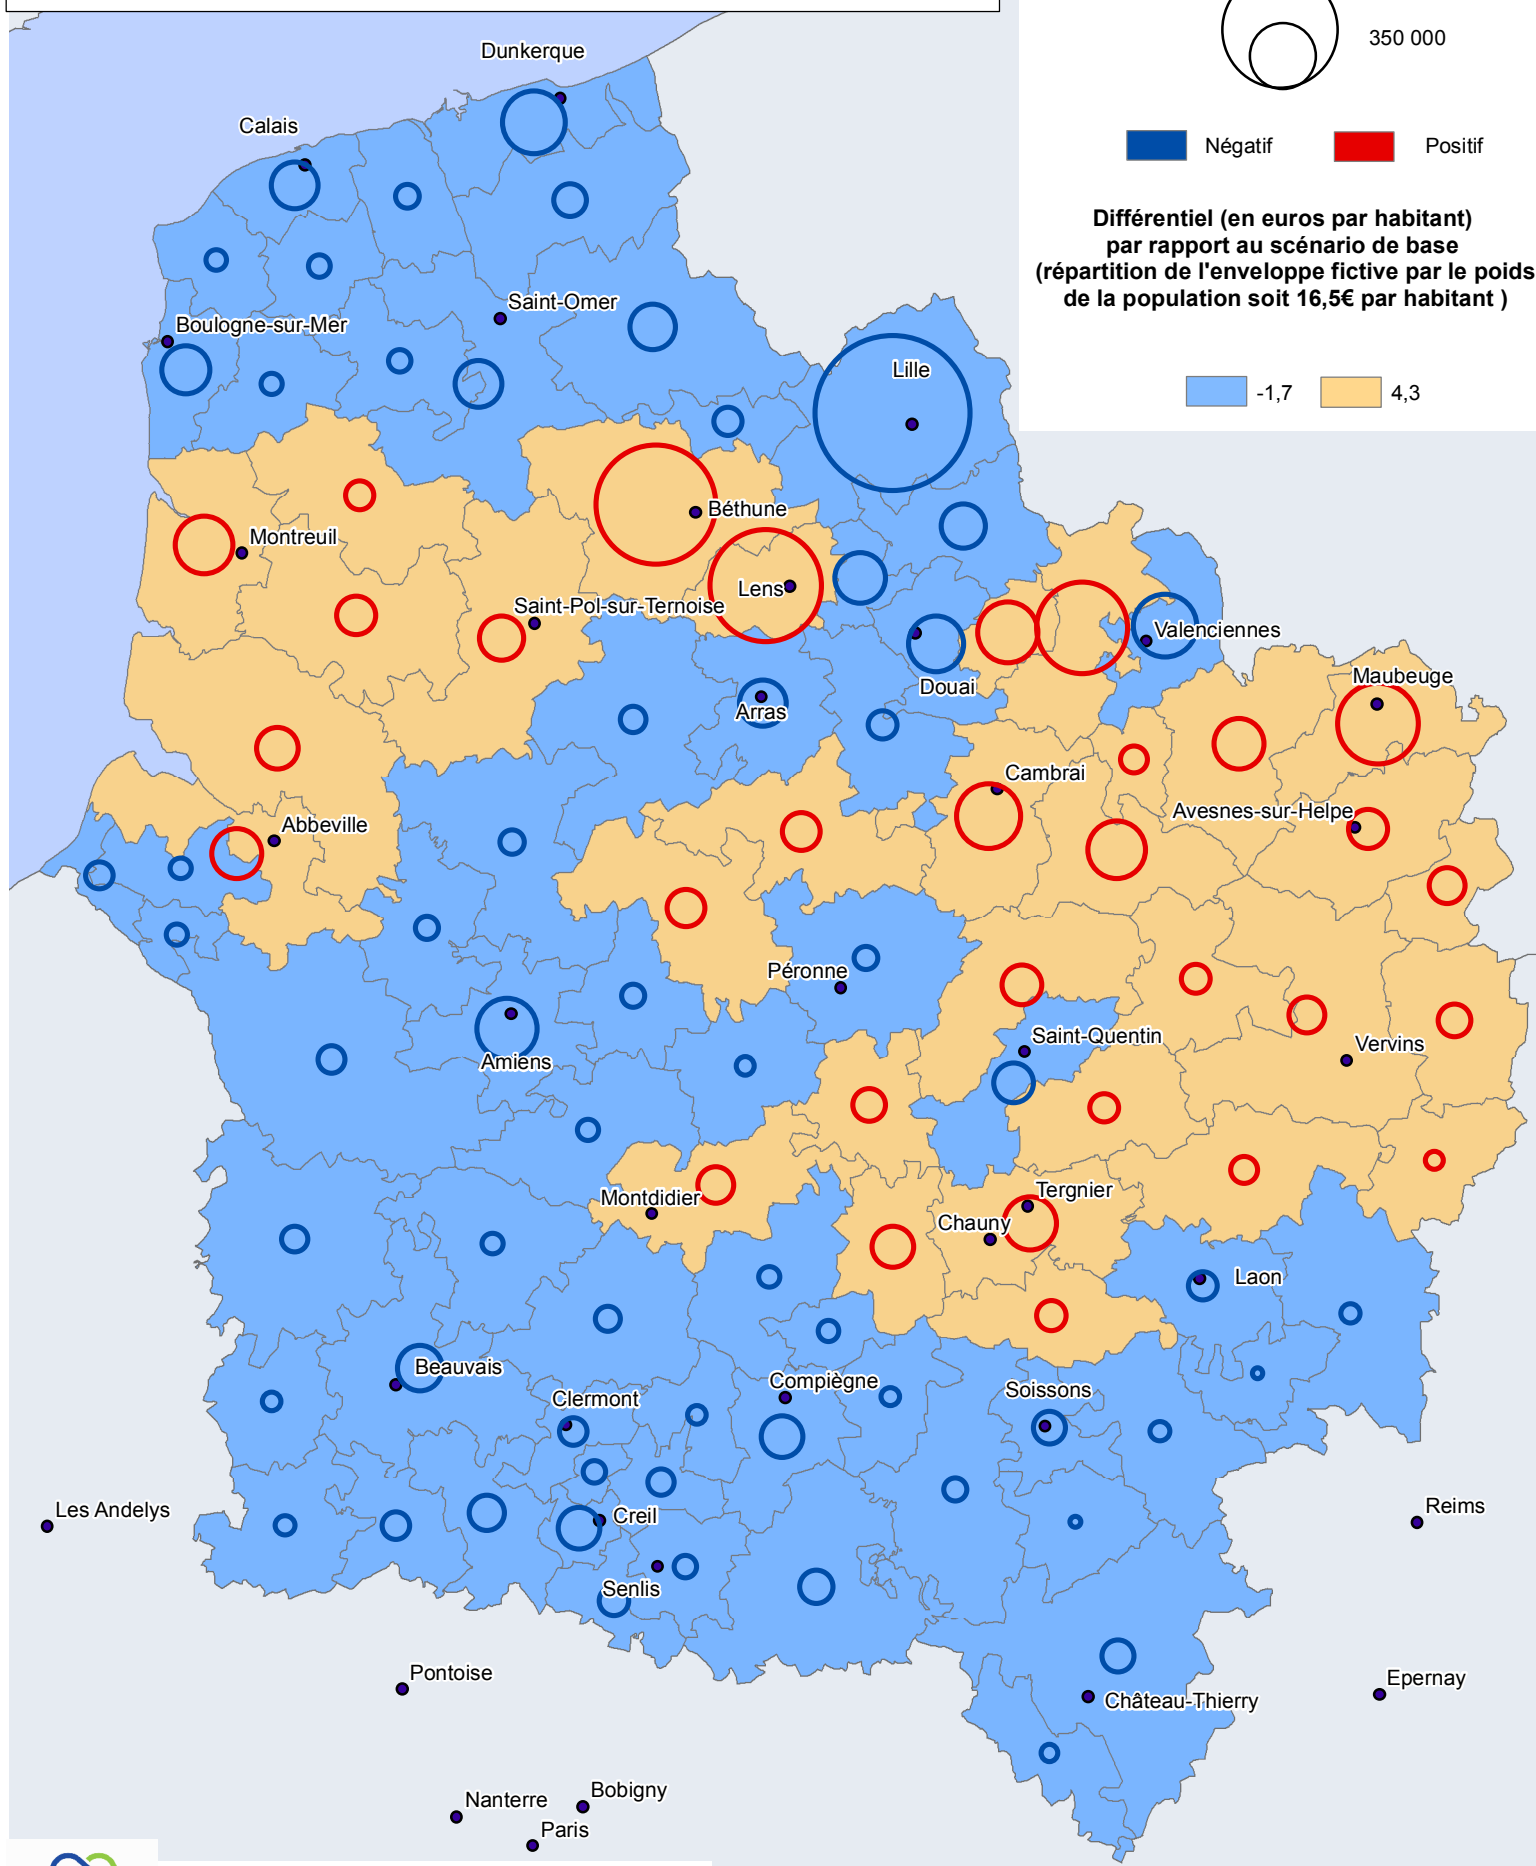 350 000
Négatif
Positif
Différentiel (en euros par habitant)
par rapport au scénario de base
(répartition de l'enveloppe fictive par le poids
de la population soit 16,5€ par habitant )
-1,7
4,3
Dunkerque
Calais
Saint-Omer
Boulogne-sur-Mer
Lille
Béthune
Montreuil
Lens
Saint-Pol-sur-Ternoise
Valenciennes
Maubeuge
Douai
Arras
Cambrai
Avesnes-sur-Helpe
Abbeville
Péronne
Saint-Quentin
Vervins
Amiens
Montdidier
Tergnier
Chauny
Laon
Beauvais
Compiègne
Soissons
Clermont
Les Andelys
Creil
Reims
Senlis
Pontoise
Epernay
Château-Thierry
Nanterre
Bobigny
Paris